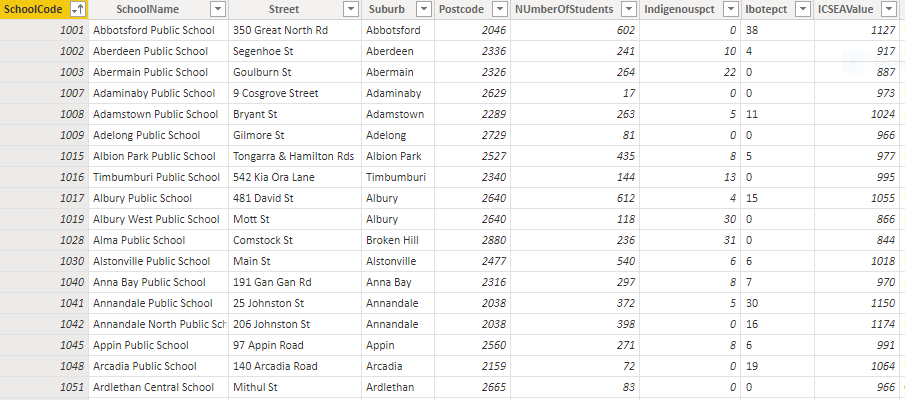 SchoolCode SchoolName Street Suburb Postcode NUmberOfStudents Indigenouspct lbotepct ICSEAValue
1001 Abbotsford Public School 350 Great North Rd Abbotsford 2046 602 0 38 1127
1002 Aberdeen Public School Segenhoe St Aberdeen 2336 241 10 4 917
1003 Abermain Public School Goulburn St Abermain 2326 264 22 0 887
1007 Adaminaby Public School 9 Cosgrove Street Adaminaby 2629 17 0 0 973
1008 Adamstown Public School Bryant St Adamstown 2289 263 5 11 1024
1009 Adelong Public School Gilmore St Adelong 2729 81 0 0 966
1015 Albion Park Public School Tongarra & Hamilton Rds Albion Park 2527 435 8 5 977
1016 Timbumburi Public School 542 Kia Ora Lane Timbumburi 2340 144 13 0 995
1017 Albury Public School 481 David St Albury 2640 612 4 15 1055
1019 Albury West Public School Mott St Albury 2640 118 30 0 866
1028 Alma Public School Comstock St Broken Hill 2880 236 31 0 844
1030 Alstonville Public School Main St Alstonville 2477 540 6 6 1018
1040 Anna Bay Public School 191 Gan Gan Rd Anna Bay 2316 297 8 7 970
1041 Annandale Public School 25 Johnston St Annandale 2038 372 5 30 1150
1042 Annandale North Public Sch 206 Johnston St Annandale 2038 398 0 16 1174
1045 Appin Public School 97 Appin Road Appin 2560 271 8 6 991
1048 Arcadia Public School 140 Arcadia Road Arcadia 2159 72 0 19 1064
1051 Ardlethan Central School Mithul St Ardlethan 2665 83 0 0 966